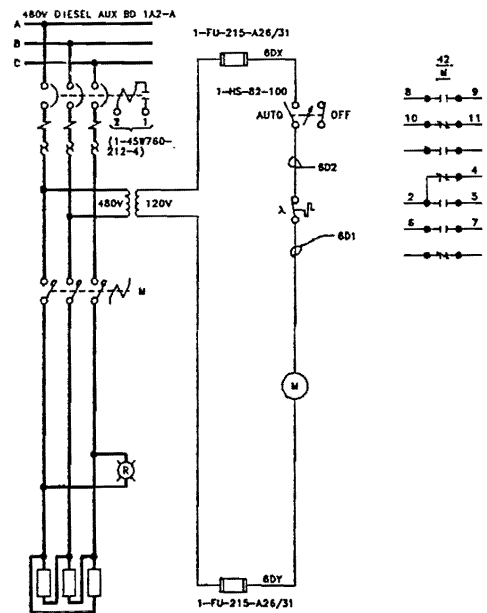 480V DIESEL AUX BD 1A2-A
A
B
C
2 1
(1-45W760-
212-4)
480V 120V
M
R
1-FU-215-A26/31
6DX
1-HS-82-100
AUTO OFF
6D2
λ
6D1
M
6DY
1-FU-215-A26/31
42
M
8 9
10 11
4
2 5
6 7